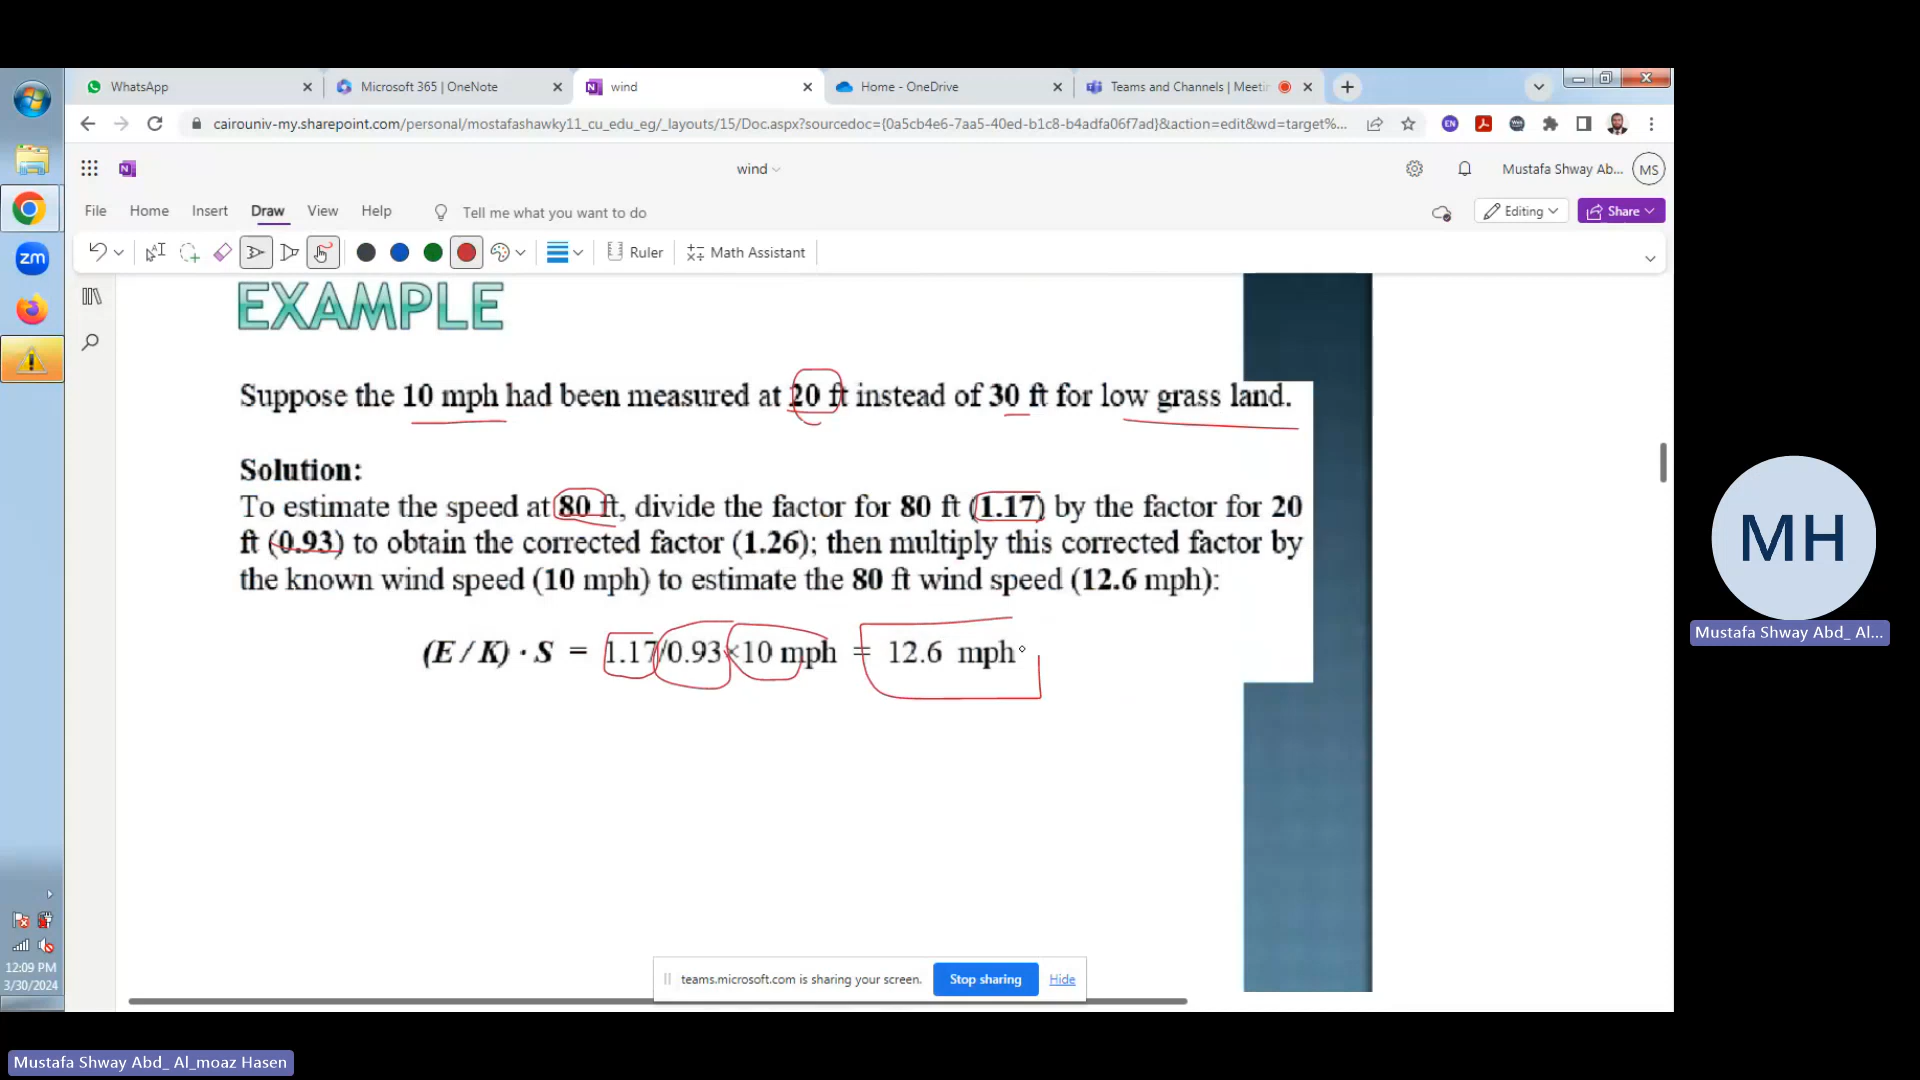 WhatsApp
Microsoft 365 | OneNote
wind
Home - OneDrive
Teams and Channels | Meetin
cairouniv-my.sharepoint.com/personal/mostafashawky11_cu_edu_eg/_layouts/15/Doc.aspx?sourcedoc={0a5cb4e6-7aa5-40ed-b1c8-b4adfa06f7ad}&action=edit&wd=target%...
EN
wind
Mustafa Shway Abd...
MS
File Home Insert Draw View Help Tell me what you want to do
Editing
Share
Ruler
Math Assistant
EXAMPLE
Suppose the 10 mph had been measured at 20 ft instead of 30 ft for low grass land.
Solution:
To estimate the speed at 80 ft, divide the factor for 80 ft (1.17) by the factor for 20
ft (0.93) to obtain the corrected factor (1.26); then multiply this corrected factor by
the known wind speed (10 mph) to estimate the 80 ft wind speed (12.6 mph):
(E / K) · S = 1.17/0.93×10 mph = 12.6 mph
zm
MH
Mustafa Shway Abd_ Al...
12:09 PM
3/30/2024
teams.microsoft.com is sharing your screen.
Stop sharing
Hide
Mustafa Shway Abd_ Al_moaz Hasen